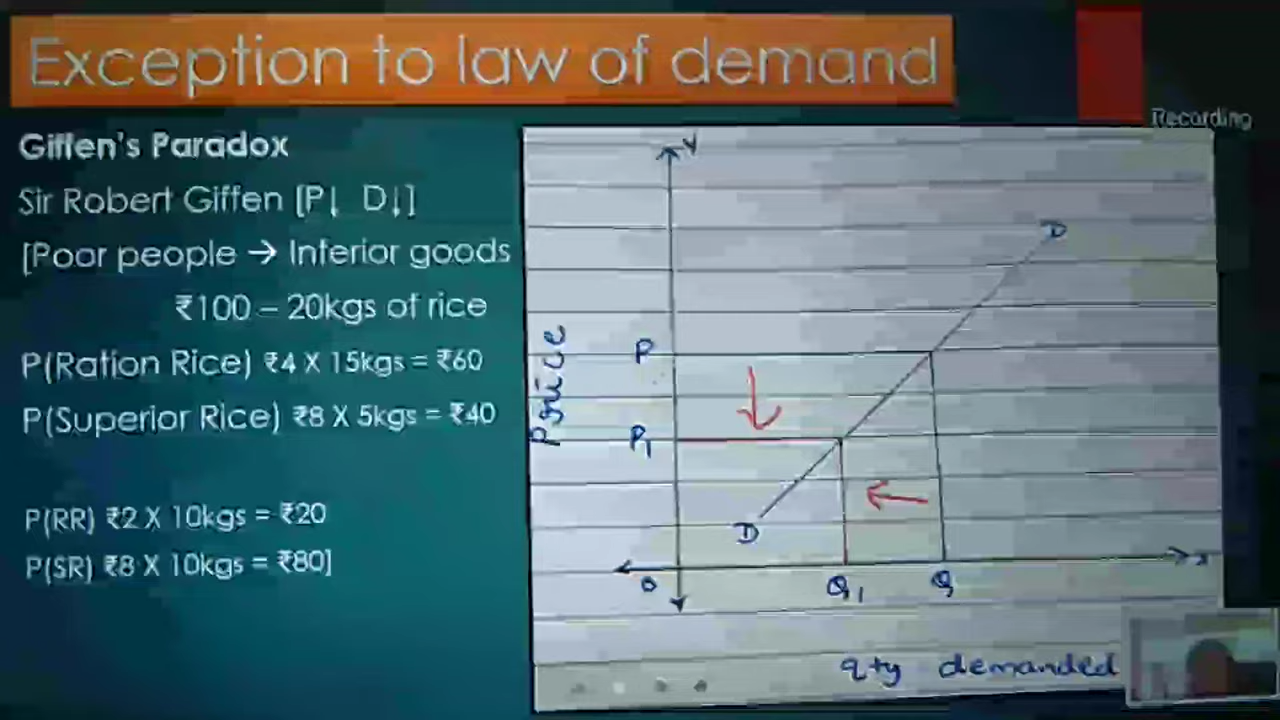 Exception to law of demand
Recording
Giffen's Paradox
Sir Robert Giffen [P↓ D↓]
[Poor people → Inferior goods
₹100 – 20kgs of rice
P(Ration Rice) ₹4 X 15kgs = ₹60
P(Superior Rice) ₹8 X 5kgs = ₹40
P(RR) ₹2 X 10kgs = ₹20
P(SR) ₹8 X 10kgs = ₹80]
Y
D
Price
P
P1
D
O
Q1
Q
X
qty demanded